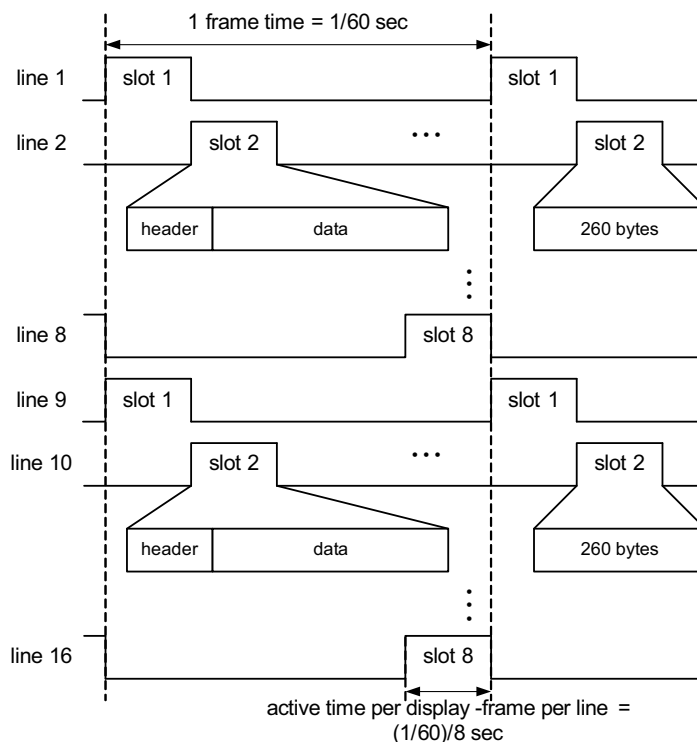 1 frame time = 1/60 sec
line 1 slot 1 slot 1
line 2 slot 2 ... slot 2
header data 260 bytes
line 8 slot 8
line 9 slot 1 slot 1
line 10 slot 2 ... slot 2
header data 260 bytes
line 16 slot 8
active time per display -frame per line =
(1/60)/8 sec